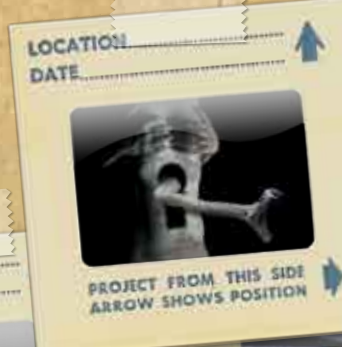 LOCATION
DATE
PROJECT FROM THIS SIDE
ARROW SHOWS POSITION